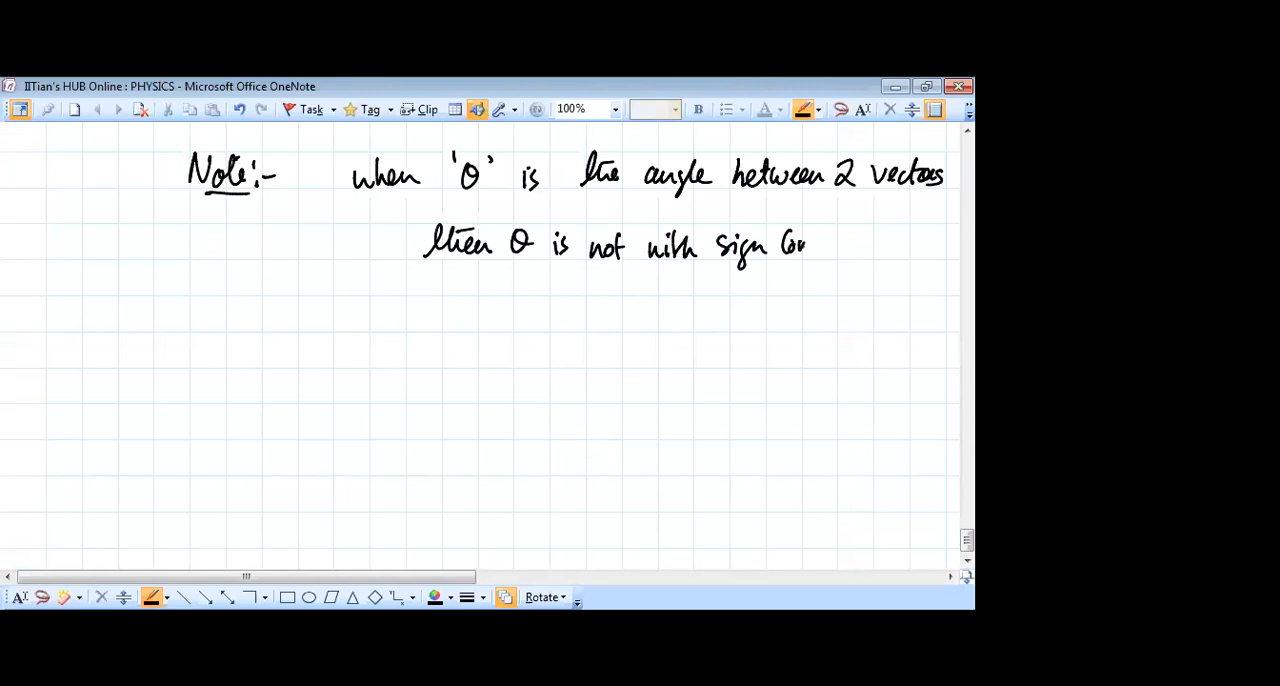 IITian's HUB Online : PHYSICS - Microsoft Office OneNote
Task Tag Clip 100% B A A
Note:- when 'θ' is the angle between 2 vectors
then θ is not with sign Con
A Rotate